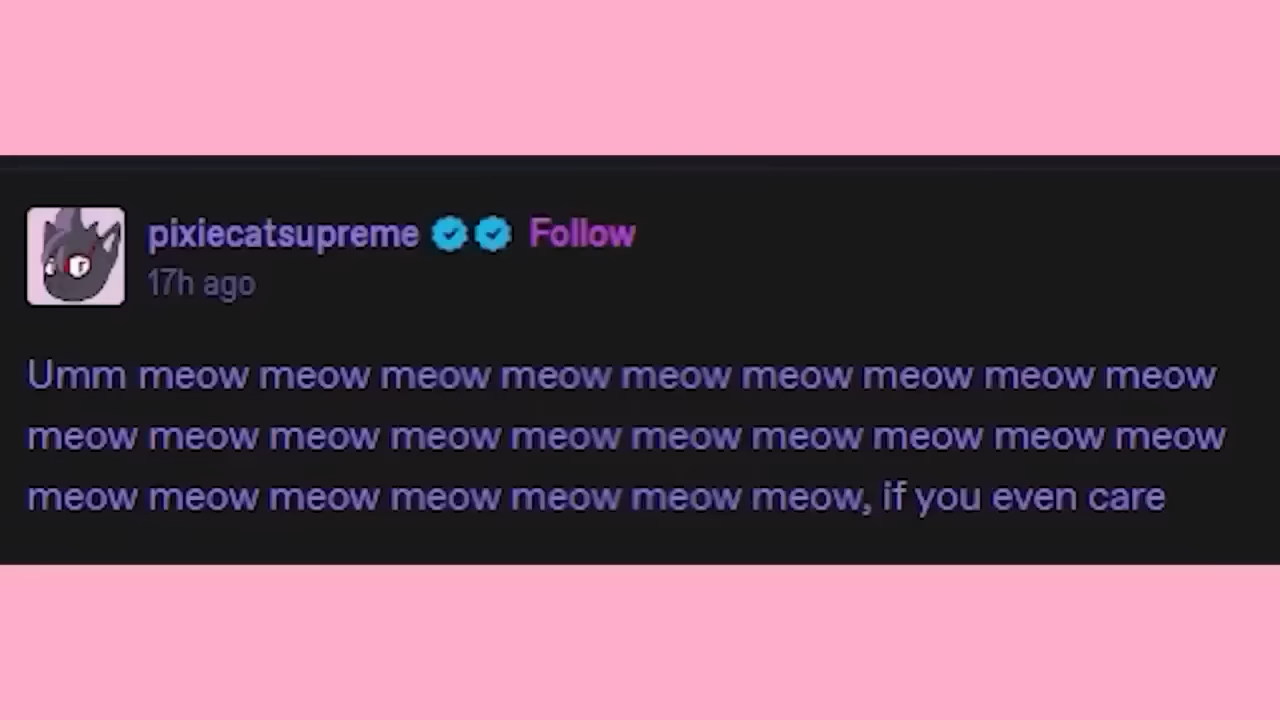 pixiecatsupreme Follow
17h ago
Umm meow meow meow meow meow meow meow meow meow
meow meow meow meow meow meow meow meow meow meow
meow meow meow meow meow meow meow, if you even care